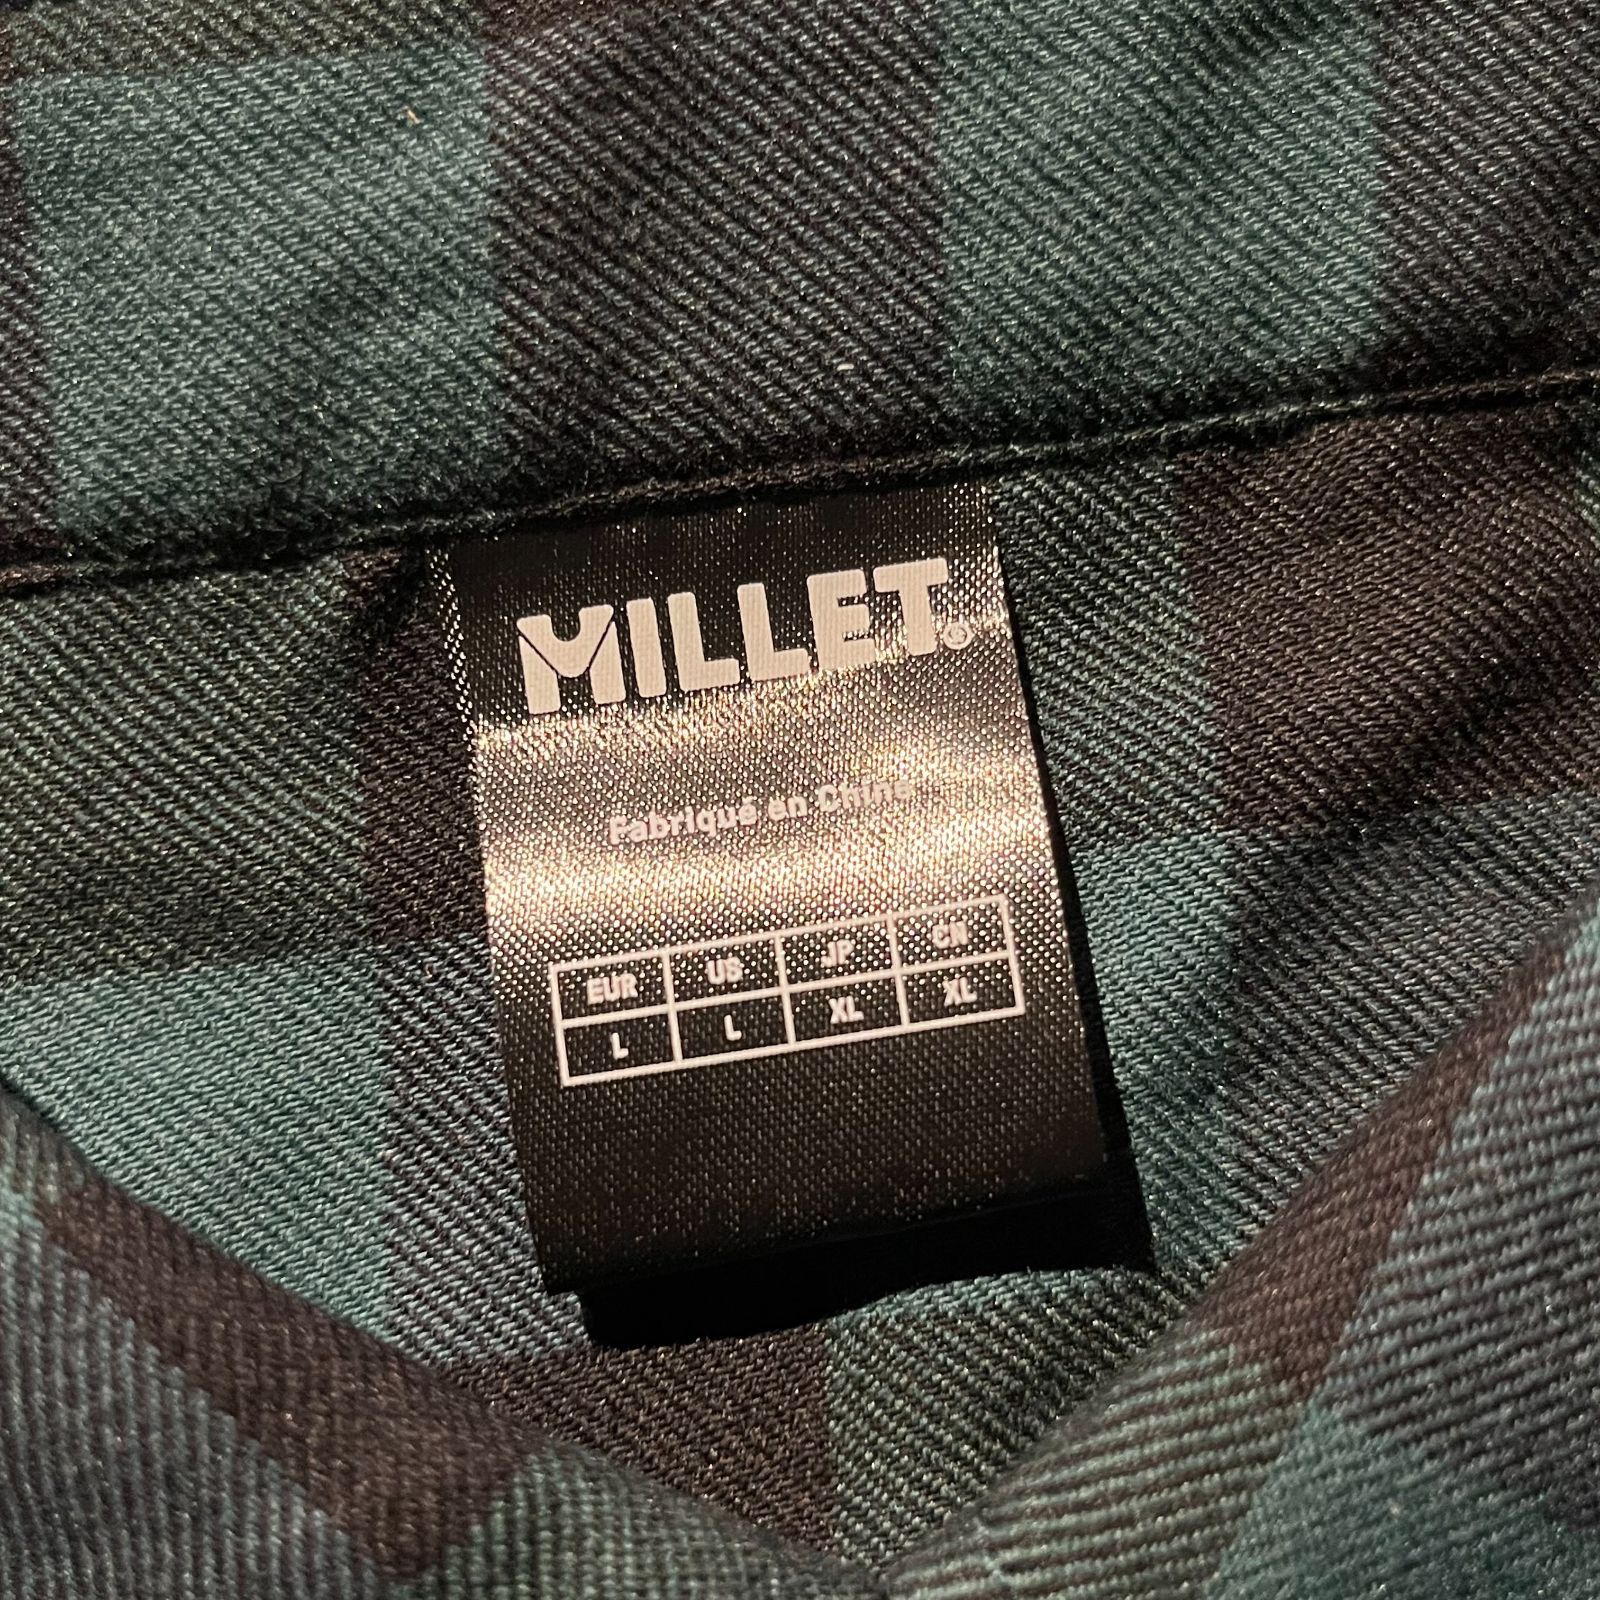 MILLET®
Fabriqué en Chine
EUR US JP CN
L L XL XL